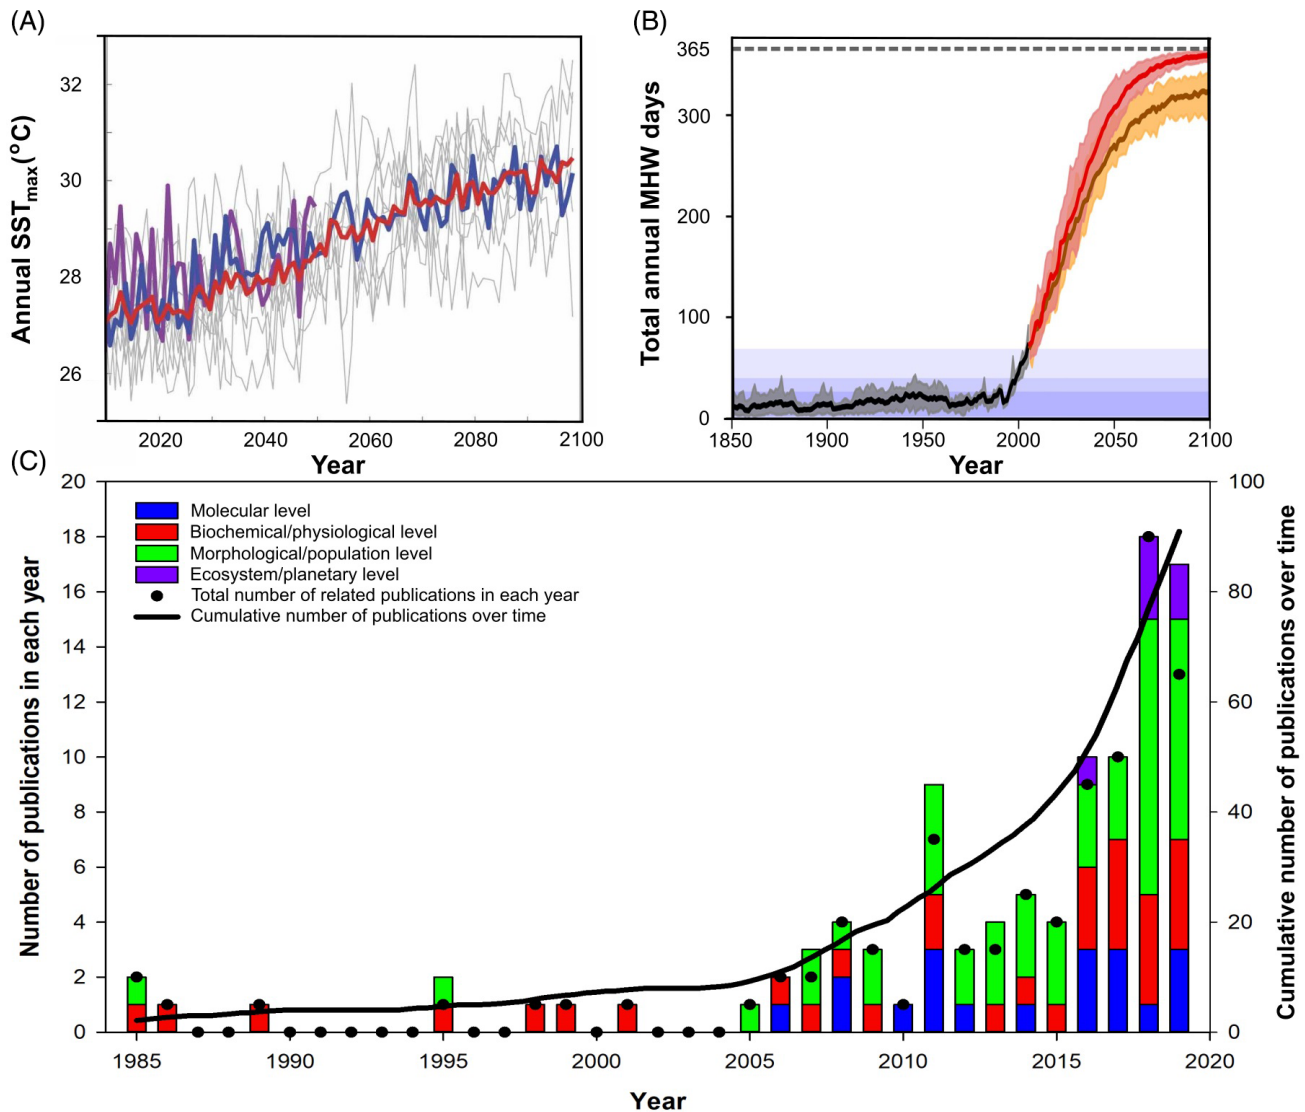 (A)
Annual SSTmax(°C)
32
30
28
26
2020 2040 2060 2080 2100
Year
(B)
Total annual MHW days
365
300
200
100
0
1850 1900 1950 2000 2050 2100
Year
(C)
Number of publications in each year
20
18
16
14
12
10
8
6
4
2
0
Molecular level
Biochemical/physiological level
Morphological/population level
Ecosystem/planetary level
Total number of related publications in each year
Cumulative number of publications over time
100
80
60
40
20
0
Cumulative number of publications over time
1985 1990 1995 2000 2005 2010 2015 2020
Year